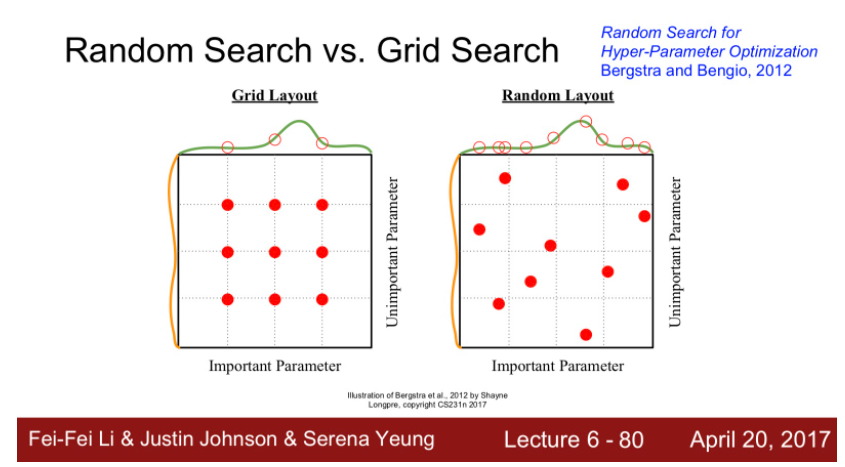 Random Search vs. Grid Search
Random Search for
Hyper-Parameter Optimization
Bergstra and Bengio, 2012
Grid Layout
Random Layout
Unimportant Parameter
Unimportant Parameter
Important Parameter
Important Parameter
Illustration of Bergstra et al., 2012 by Shayne
Longpre, copyright CS231n 2017
Fei-Fei Li & Justin Johnson & Serena Yeung
Lecture 6 - 80
April 20, 2017